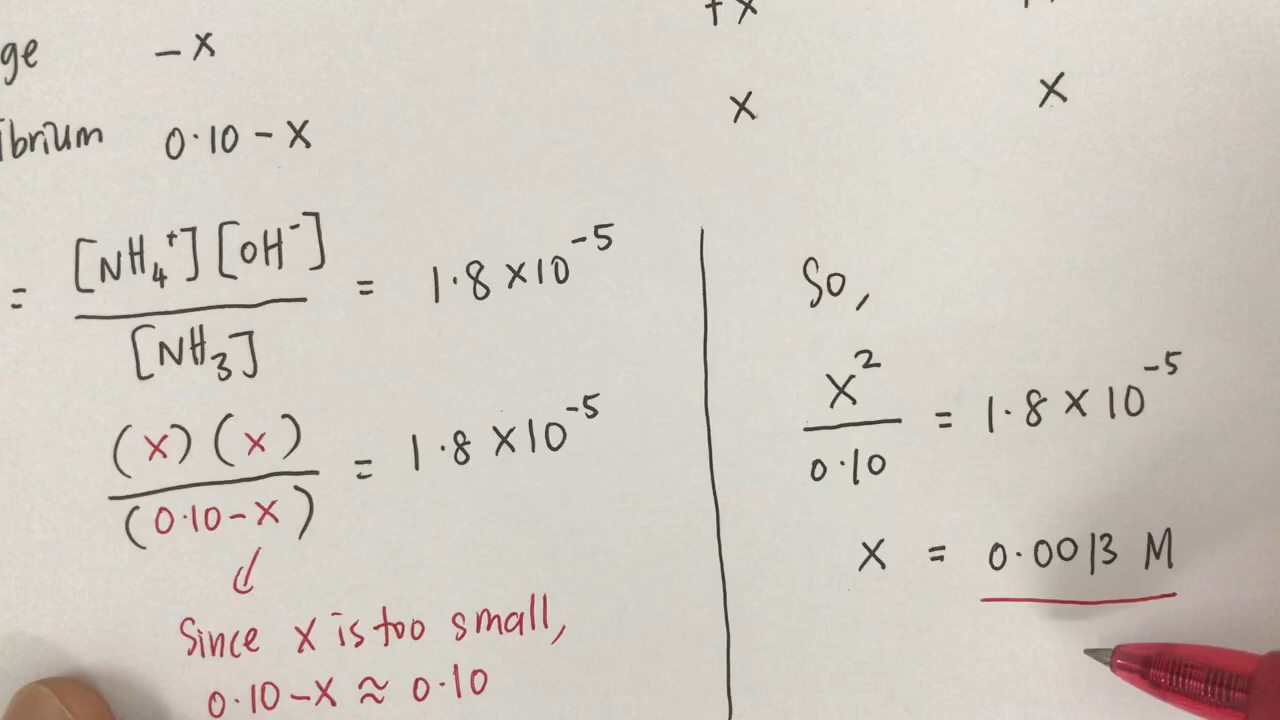 +x
ge -x
x x
ibrium 0.10-x
= [NH₄⁺][OH⁻] / [NH₃] = 1.8×10⁻⁵
(x)(x) / (0.10-x) = 1.8×10⁻⁵
Since x is too small,
0.10-x ≈ 0.10
So,
x² / 0.10 = 1.8×10⁻⁵
x = 0.0013 M